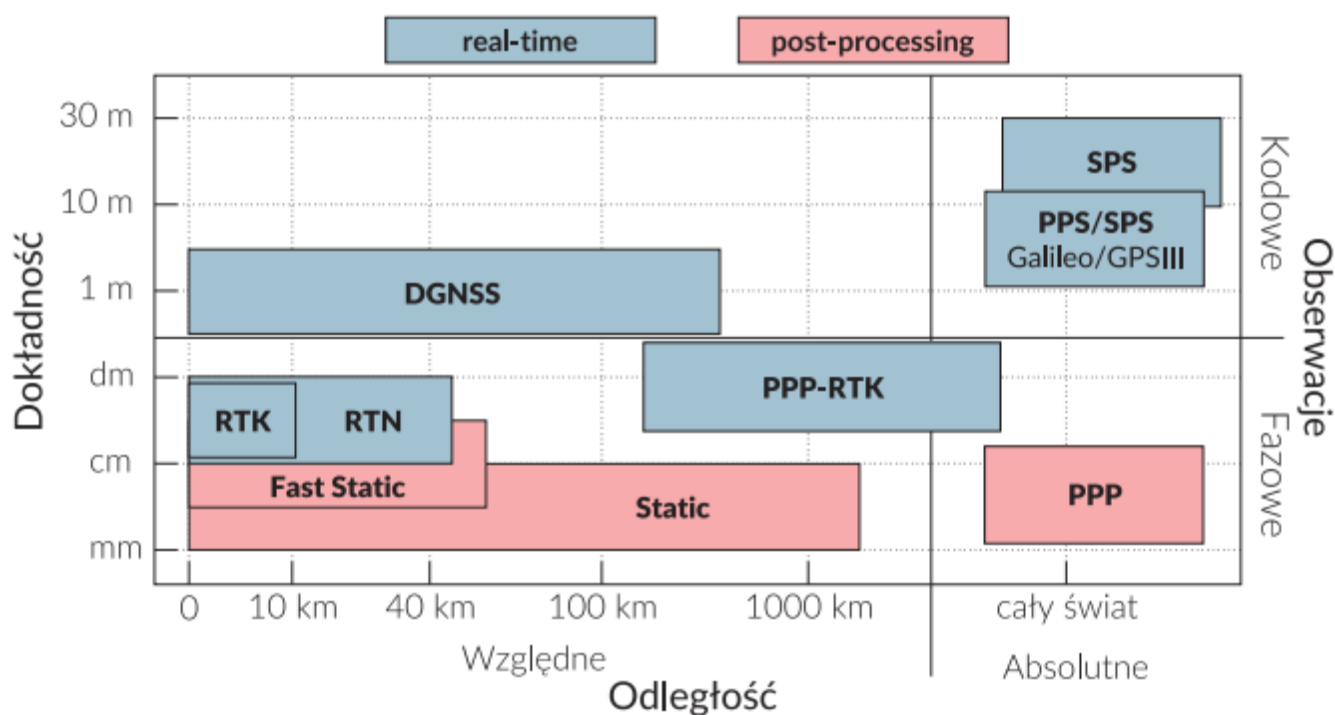 real-time
post-processing
30 m
10 m
1 m
dm
cm
mm
Dokładność
SPS
PPS/SPS
Galileo/GPSIII
DGNSS
PPP-RTK
RTK
RTN
Fast Static
Static
PPP
Kodowe
Fazowe
Obserwacje
0
10 km
40 km
100 km
1000 km
cały świat
Względne
Absolutne
Odległość